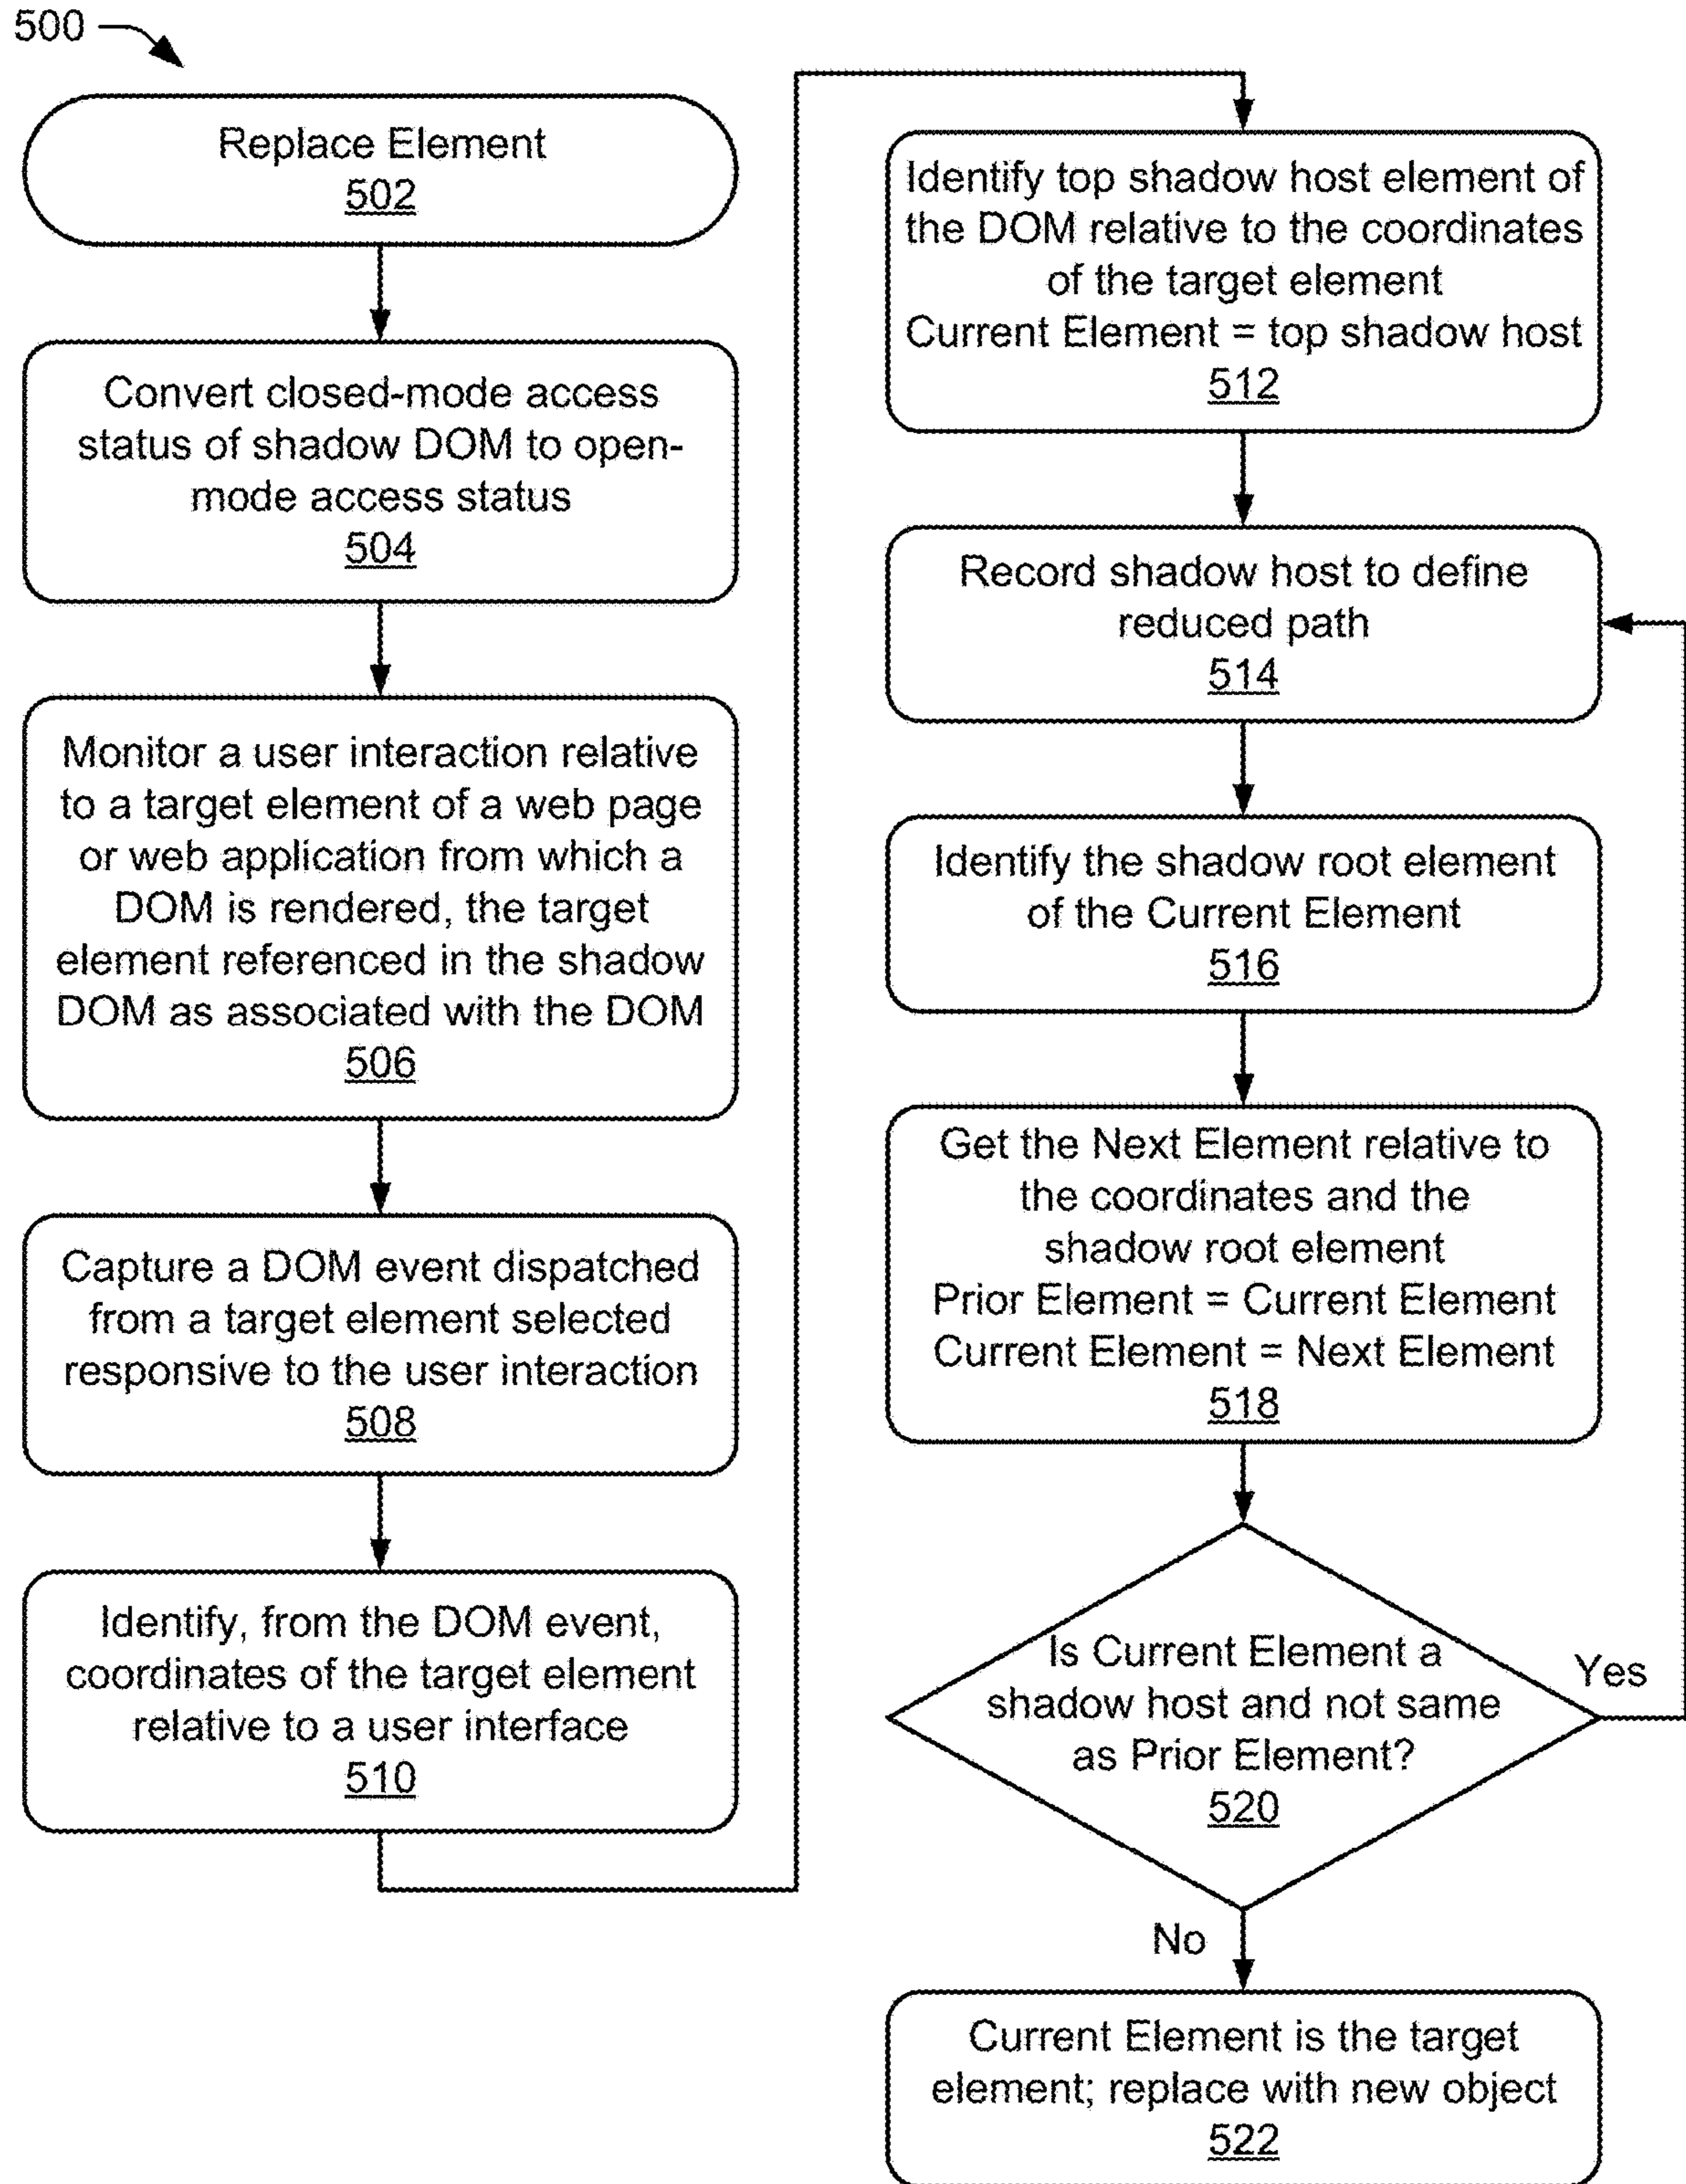 500
Replace Element
502
Convert closed-mode access
status of shadow DOM to open-
mode access status
504
Monitor a user interaction relative
to a target element of a web page
or web application from which a
DOM is rendered, the target
element referenced in the shadow
DOM as associated with the DOM
506
Capture a DOM event dispatched
from a target element selected
responsive to the user interaction
508
Identify, from the DOM event,
coordinates of the target element
relative to a user interface
510
Identify top shadow host element of
the DOM relative to the coordinates
of the target element
Current Element = top shadow host
512
Record shadow host to define
reduced path
514
Identify the shadow root element
of the Current Element
516
Get the Next Element relative to
the coordinates and the
shadow root element
Prior Element = Current Element
Current Element = Next Element
518
Is Current Element a
shadow host and not same
as Prior Element?
520
Yes
No
Current Element is the target
element; replace with new object
522